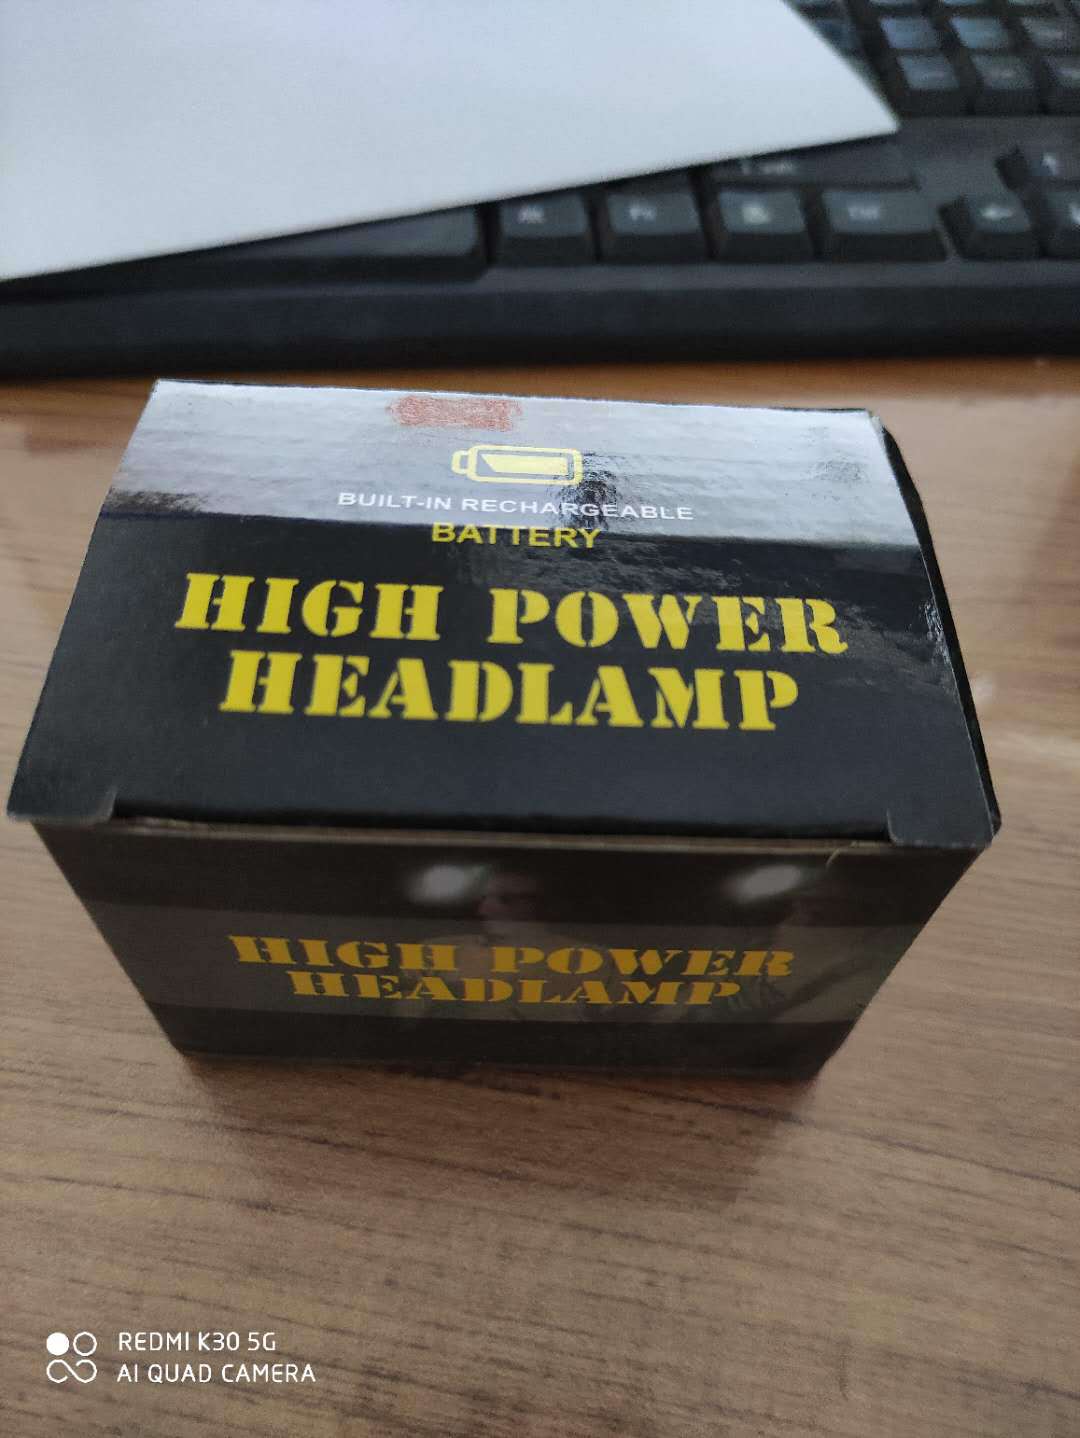 BUILT-IN RECHARGEABLE
BATTERY
HIGH POWER
HEADLAMP
HIGH POWER
HEADLAMP
REDMI K30 5G
AI QUAD CAMERA